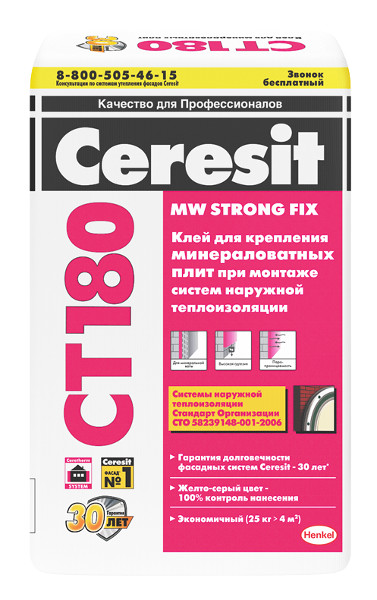 CT180
8-800-505-46-15
Консультации по системам утепления фасадов Ceresit
Звонок
бесплатный
Качество для Профессионалов
Ceresit
CT180
MW STRONG FIX
Клей для крепления
минераловатных
плит при монтаже
систем наружной
теплоизоляции
Для минеральной
ваты
Высокая адгезия
Паро-
проницаемость
Системы наружной
теплоизоляции
Стандарт Организации
СТО 58239148-001-2006
Гарантия долговечности
фасадных систем Ceresit - 30 лет*
Желто-серый цвет -
100% контроль нанесения
Экономичный (25 кг > 4 м²)
Ceretherm
SYSTEM
Ceresit
ФАСАД
№1
Гарантия
30 ЛЕТ
Henkel